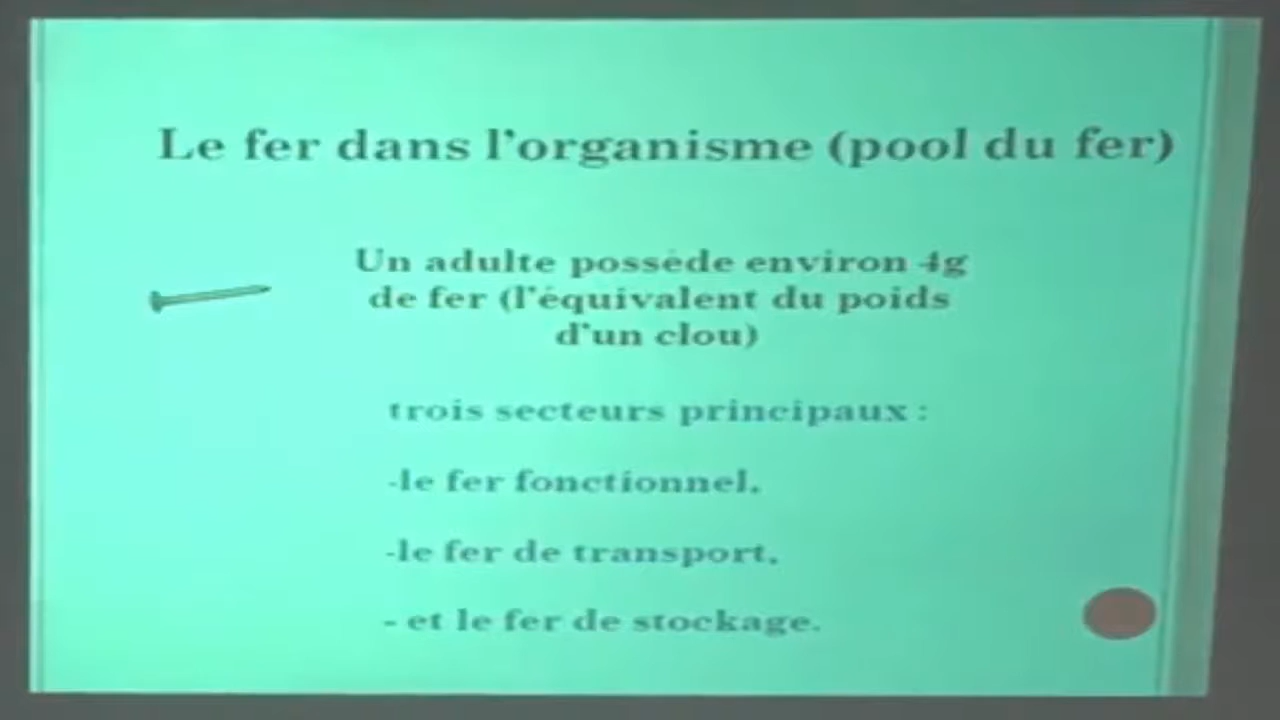 Le fer dans l'organisme (pool du fer)
Un adulte possède environ 4g
de fer (l'équivalent du poids
d'un clou)
trois secteurs principaux :
-le fer fonctionnel,
-le fer de transport,
- et le fer de stockage.